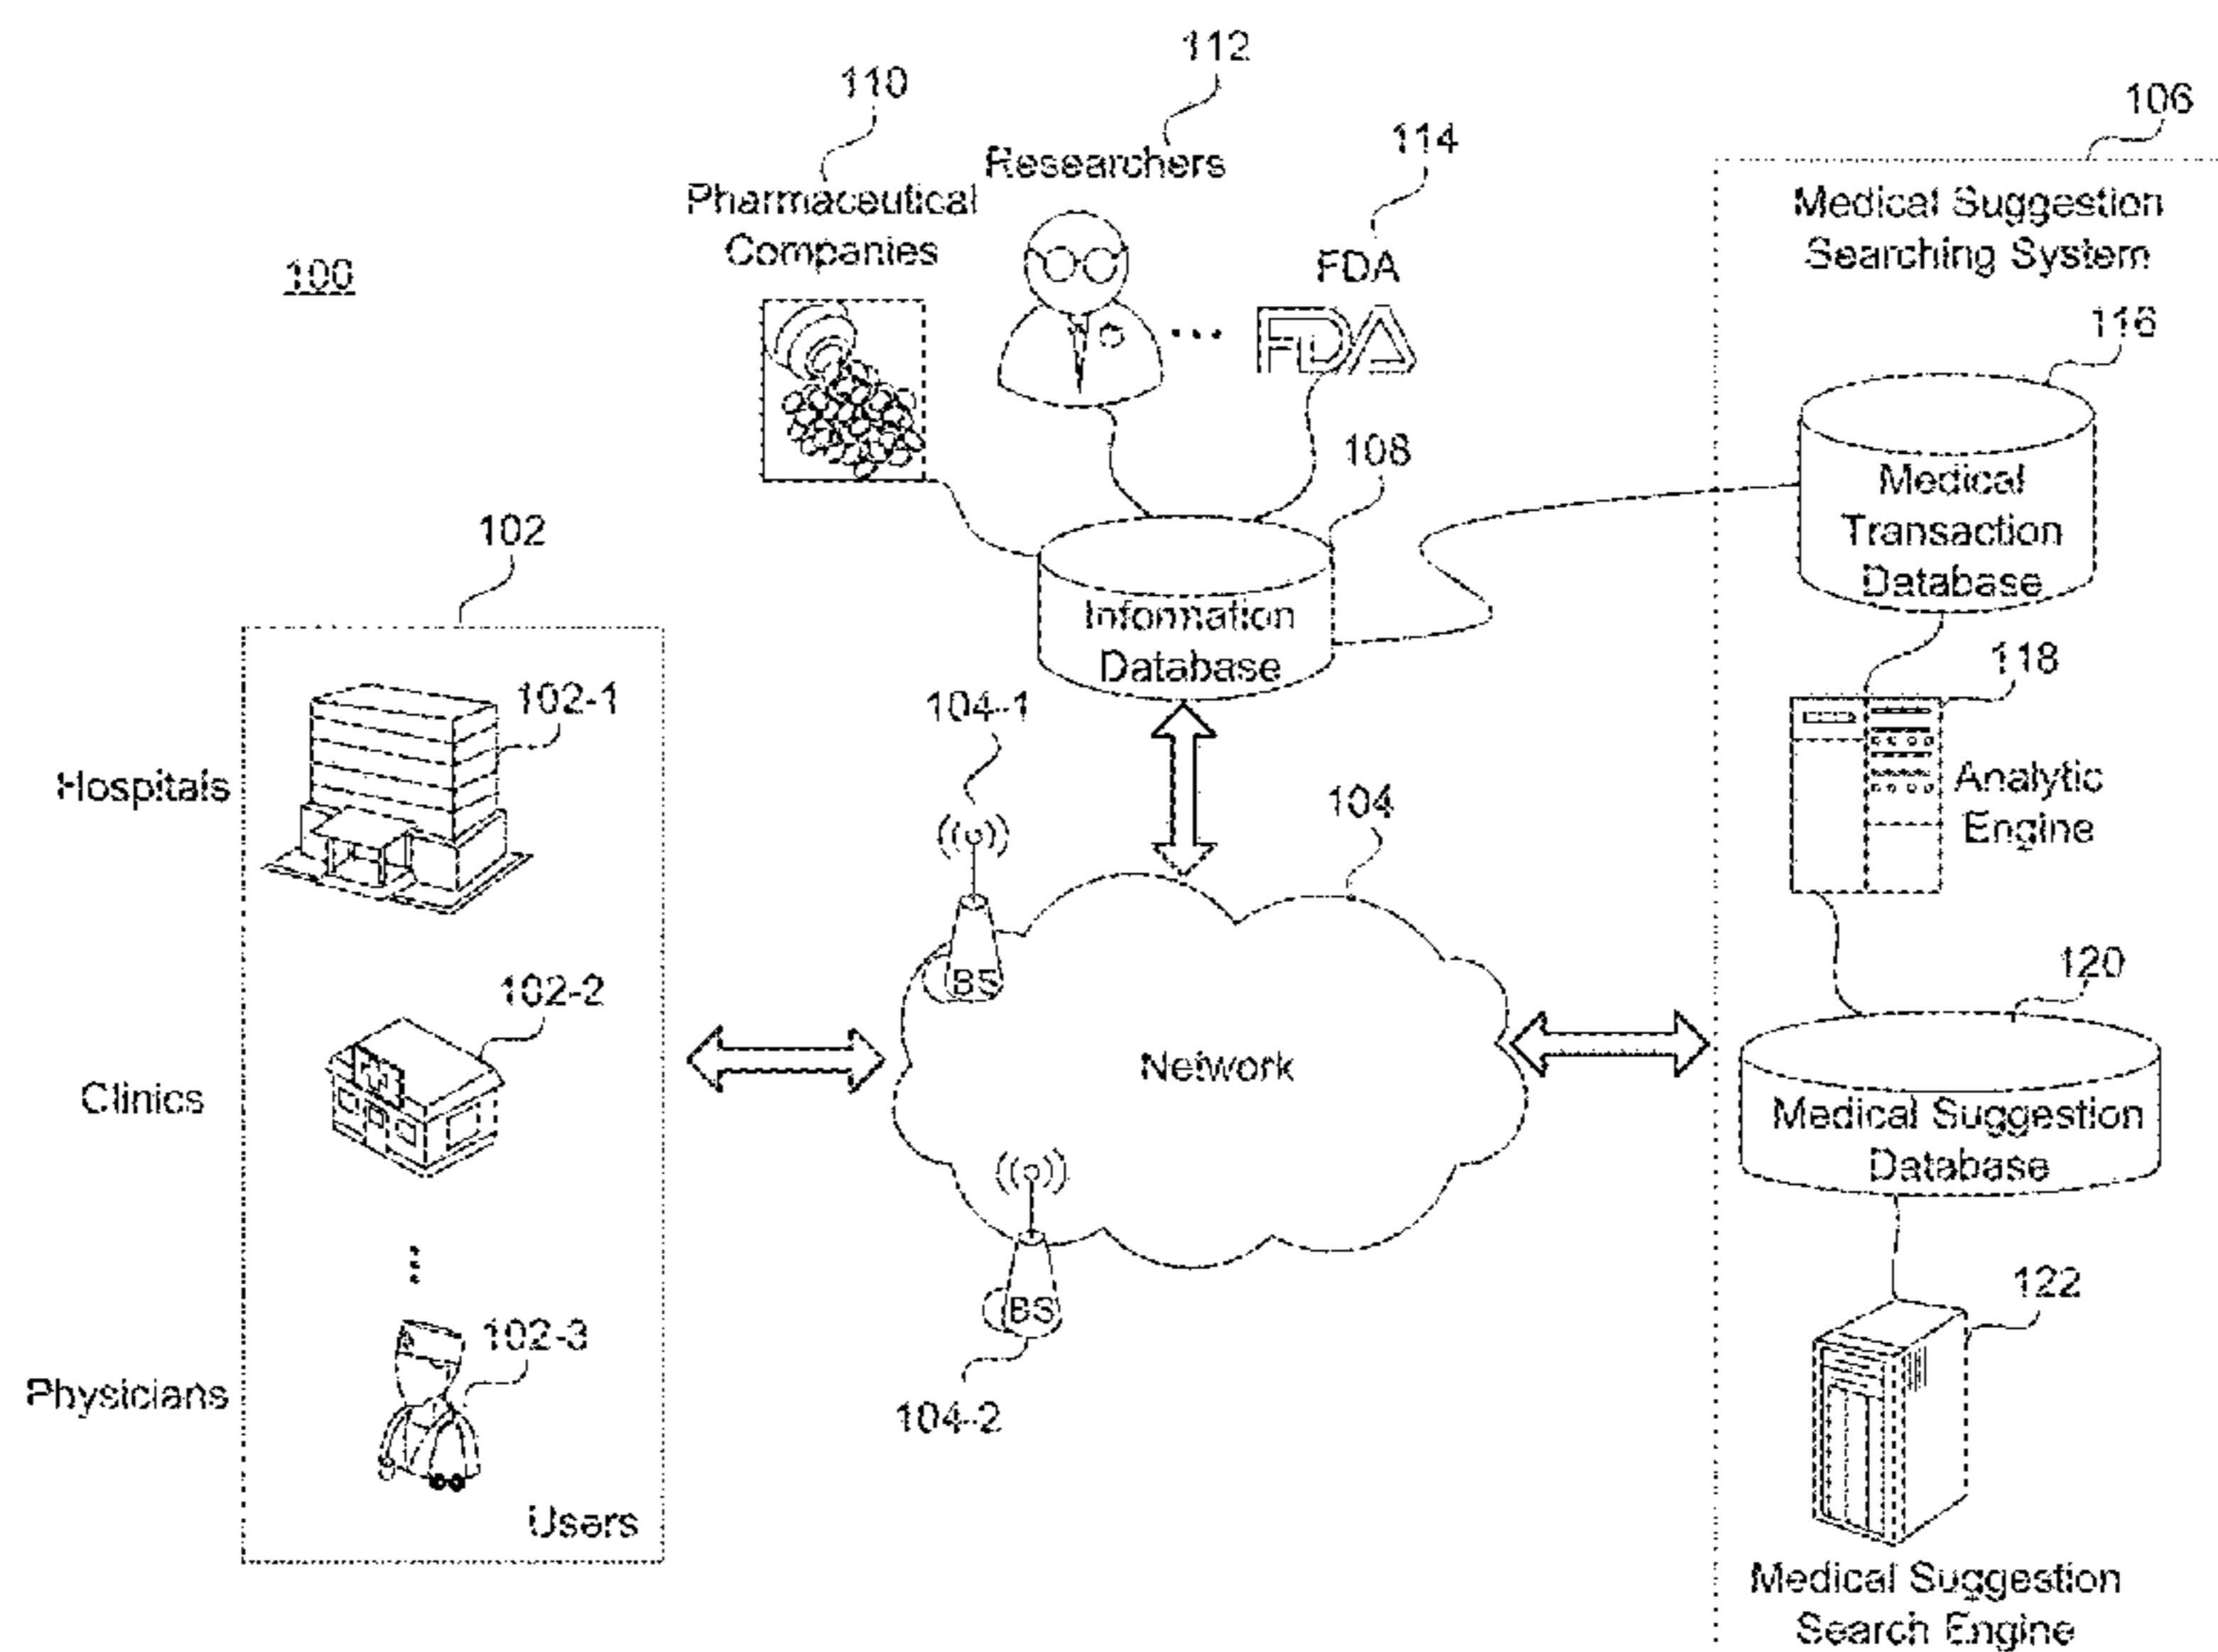 112
110
106
Researchers
114
Pharmaceutical
Companies
Medical Suggestion
Searching System
FDA
100
FDA
116
108
Medical
Transaction
Database
102
Information
Database
118
102-1
104-1
Hospitals
Analytic
Engine
104
BS
120
102-2
Network
Clinics
Medical Suggestion
Database
BS
122
102-3
Physicians
104-2
Users
Medical Suggestion
Search Engine